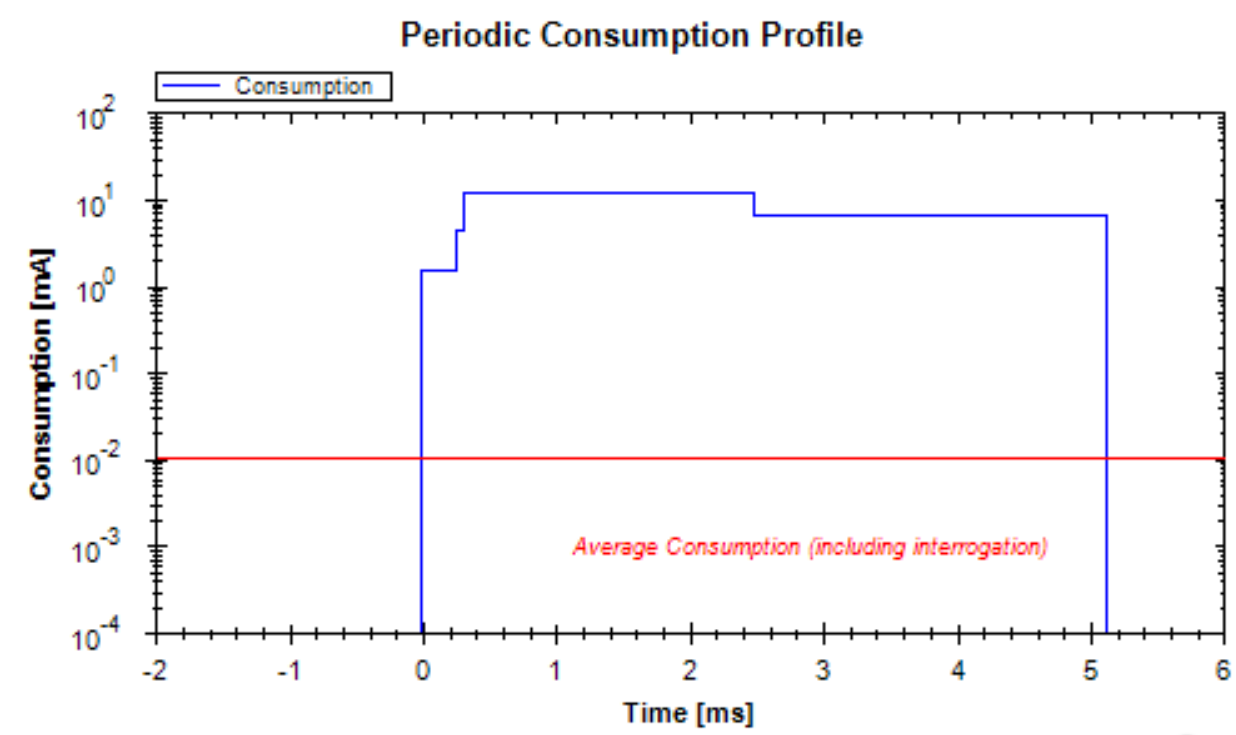 Periodic Consumption Profile
Consumption
10^2
10^1
10^0
10^-1
10^-2
10^-3
10^-4
Consumption [mA]
Average Consumption (including interrogation)
-2 -1 0 1 2 3 4 5 6
Time [ms]